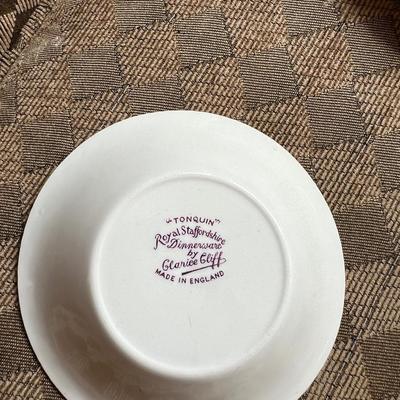 "TONQUIN"
Royal Staffordshire
Dinnerware
by
Clarice Cliff
MADE IN ENGLAND